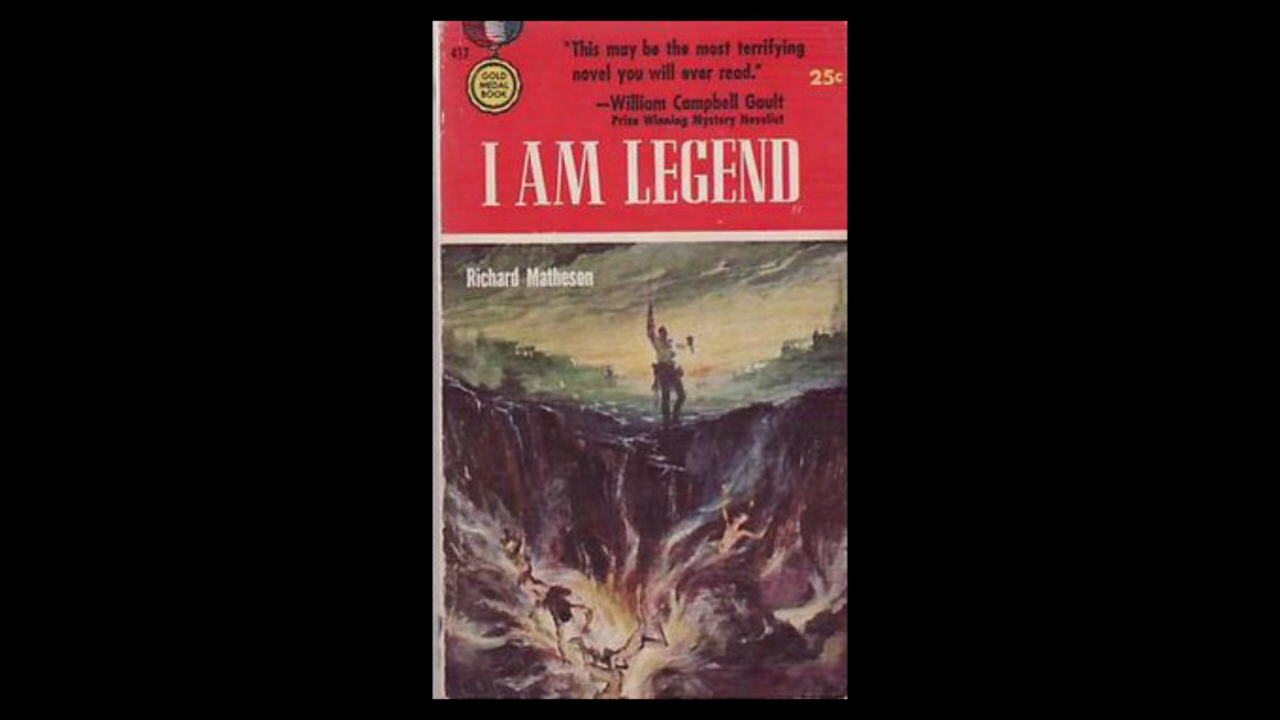 417
GOLD
MEDAL
BOOK
"This may be the most terrifying
novel you will ever read."
—William Campbell Gault
Prize Winning Mystery Novelist
25c
I AM LEGEND
Richard Matheson